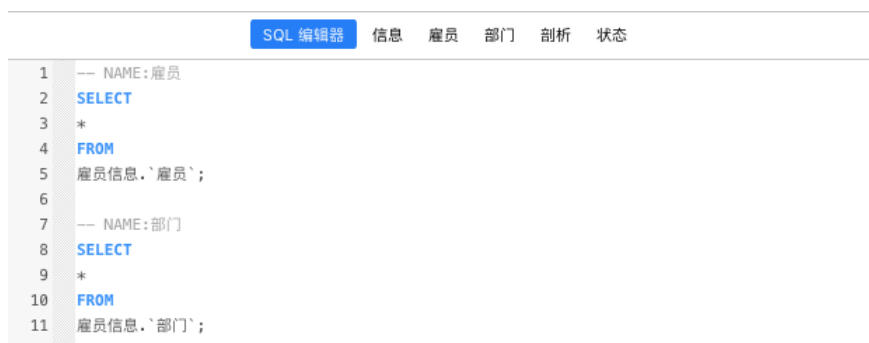 SQL 编辑器 信息 雇员 部门 剖析 状态
1 -- NAME:雇员
2 SELECT
3 *
4 FROM
5 雇员信息.`雇员`;
6
7 -- NAME:部门
8 SELECT
9 *
10 FROM
11 雇员信息.`部门`;